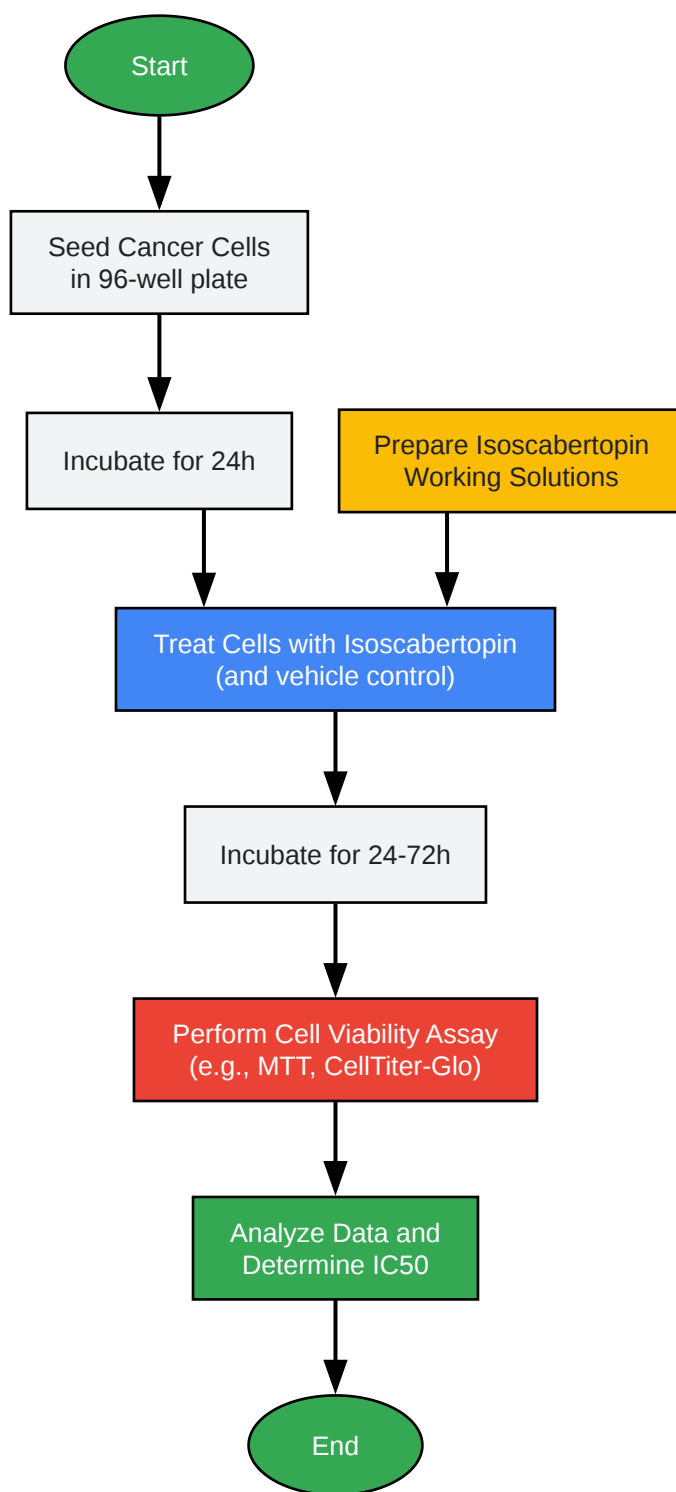 Start
Seed Cancer Cells
in 96-well plate
Incubate for 24h
Prepare Isoscabertopin
Working Solutions
Treat Cells with Isoscabertopin
(and vehicle control)
Incubate for 24-72h
Perform Cell Viability Assay
(e.g., MTT, CellTiter-Glo)
Analyze Data and
Determine IC50
End